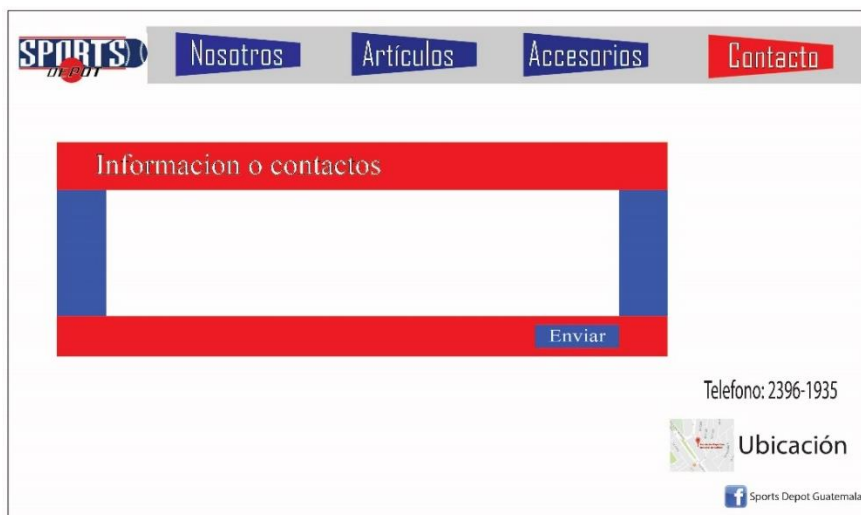 SPORTS
DEPOT
Nosotros
Artículos
Accesorios
Contacto
Informacion o contactos
Enviar
Telefono: 2396-1935
Ubicación
Sports Depot Guatemala